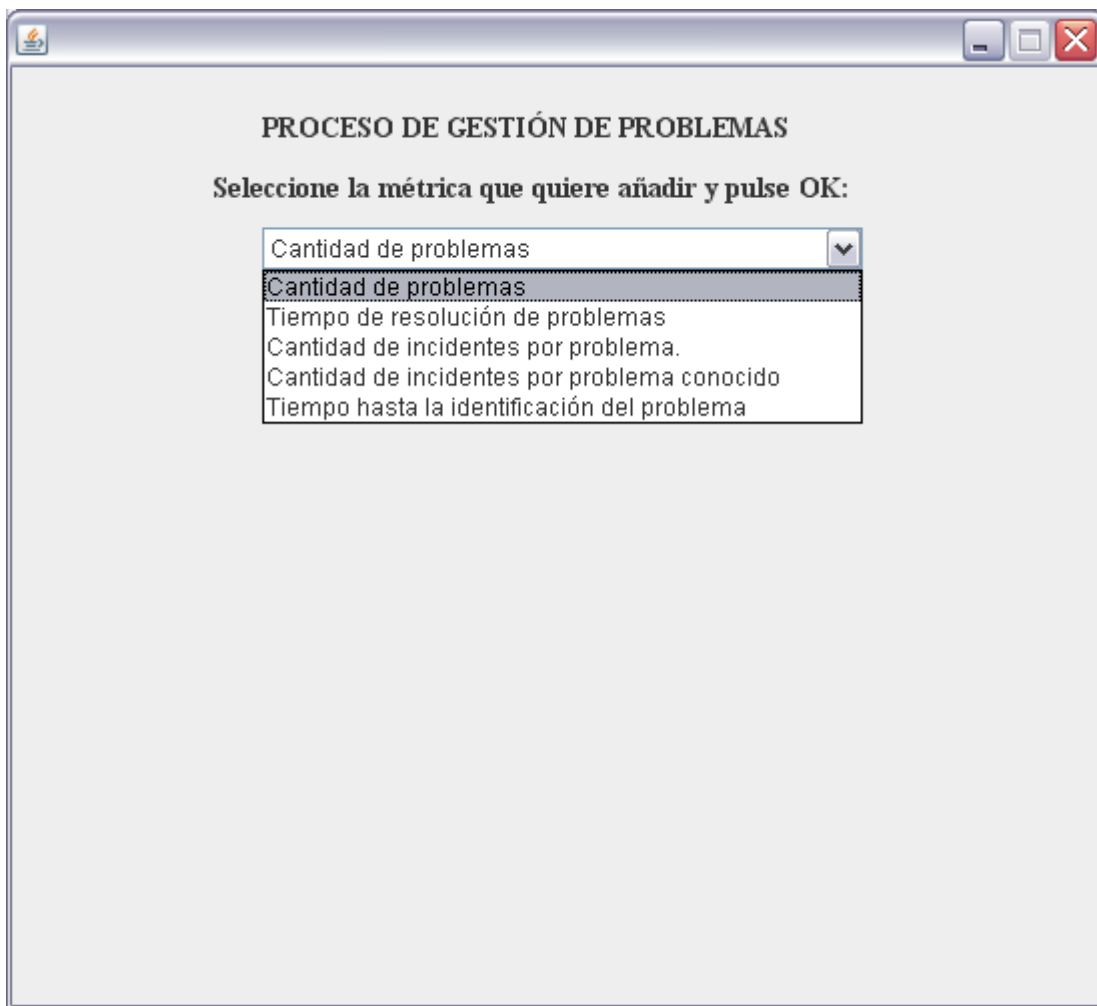 PROCESO DE GESTIÓN DE PROBLEMAS
Seleccione la métrica que quiere añadir y pulse OK:
Cantidad de problemas
Cantidad de problemas
Tiempo de resolución de problemas
Cantidad de incidentes por problema.
Cantidad de incidentes por problema conocido
Tiempo hasta la identificación del problema